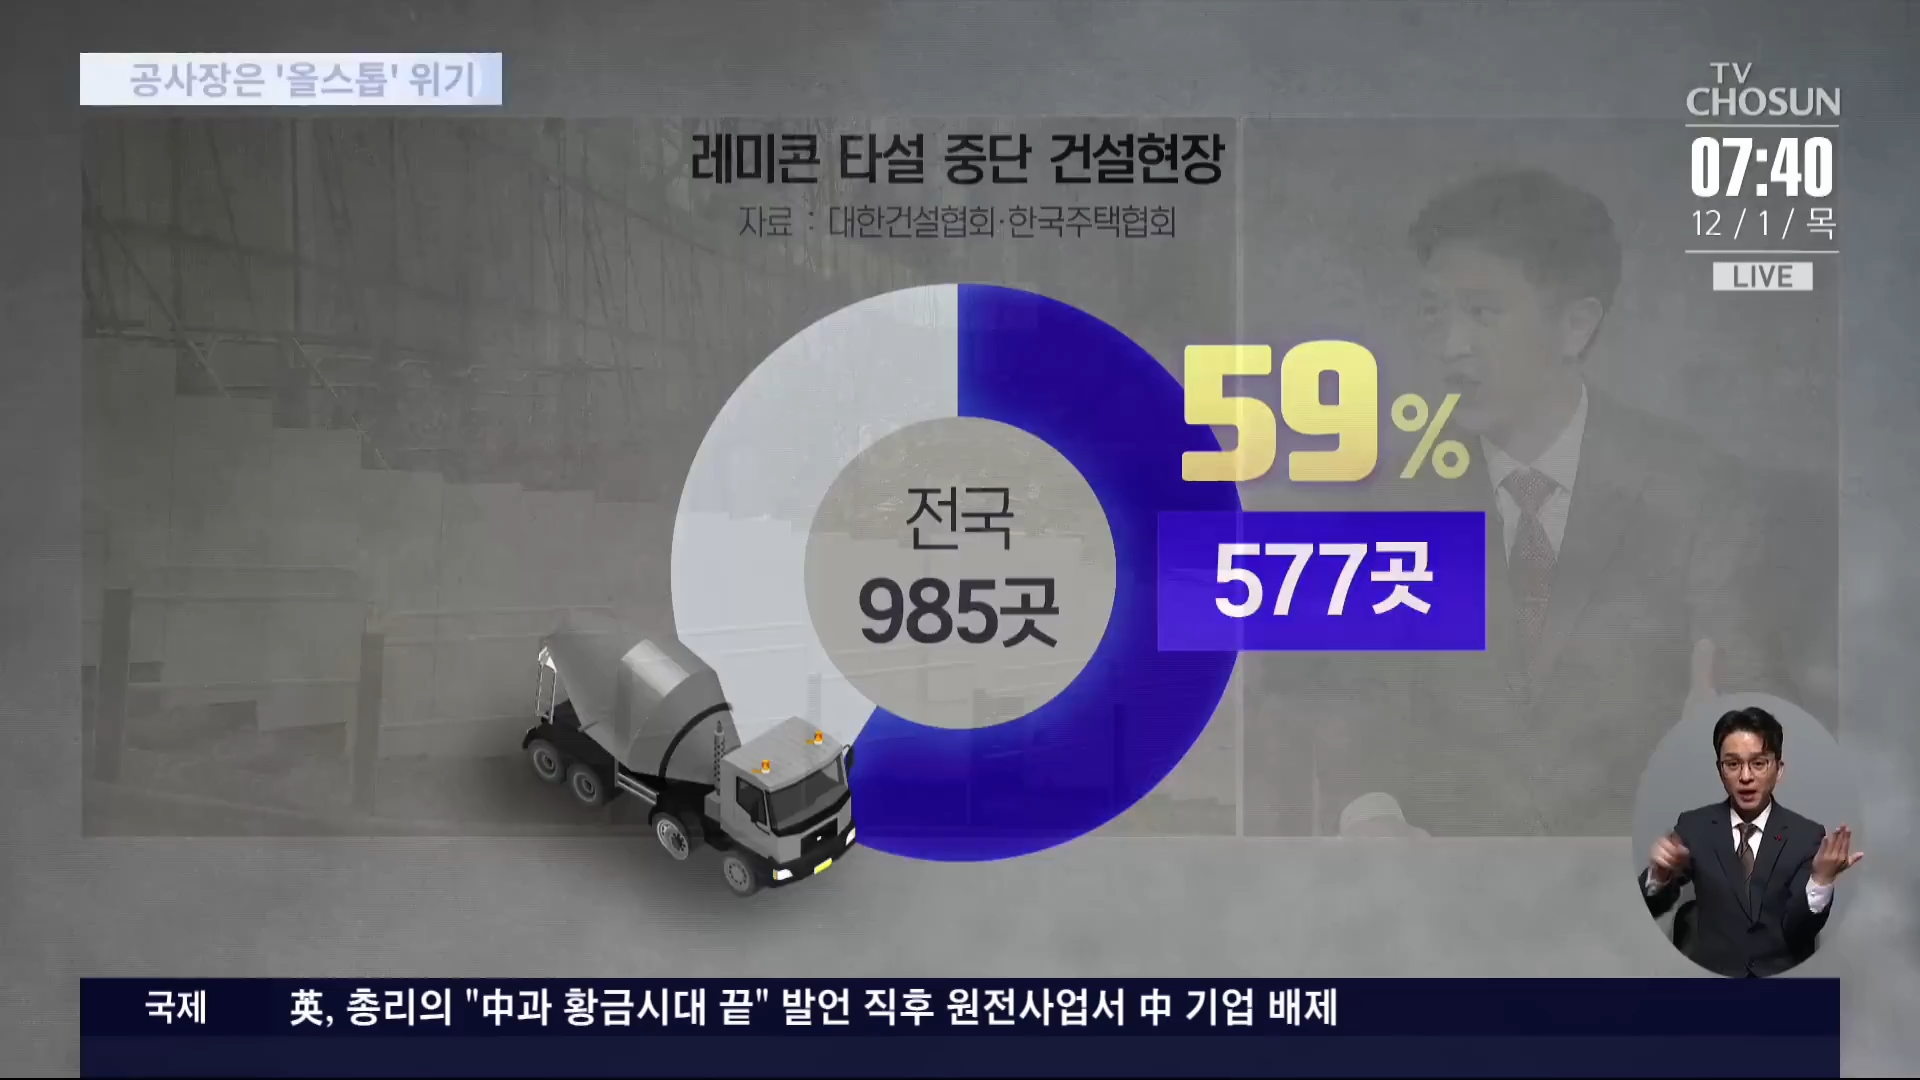 공사장은 '올스톱' 위기
TV
CHOSUN
07:40
12 / 1 / 목
LIVE
레미콘 타설 중단 건설현장
자료 : 대한건설협회·한국주택협회
59%
577곳
전국
985곳
국제 英, 총리의 "中과 황금시대 끝" 발언 직후 원전사업서 中 기업 배제